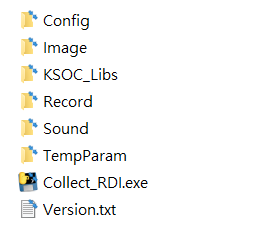 Config
Image
KSOC_Libs
Record
Sound
TempParam
Collect_RDI.exe
Version.txt